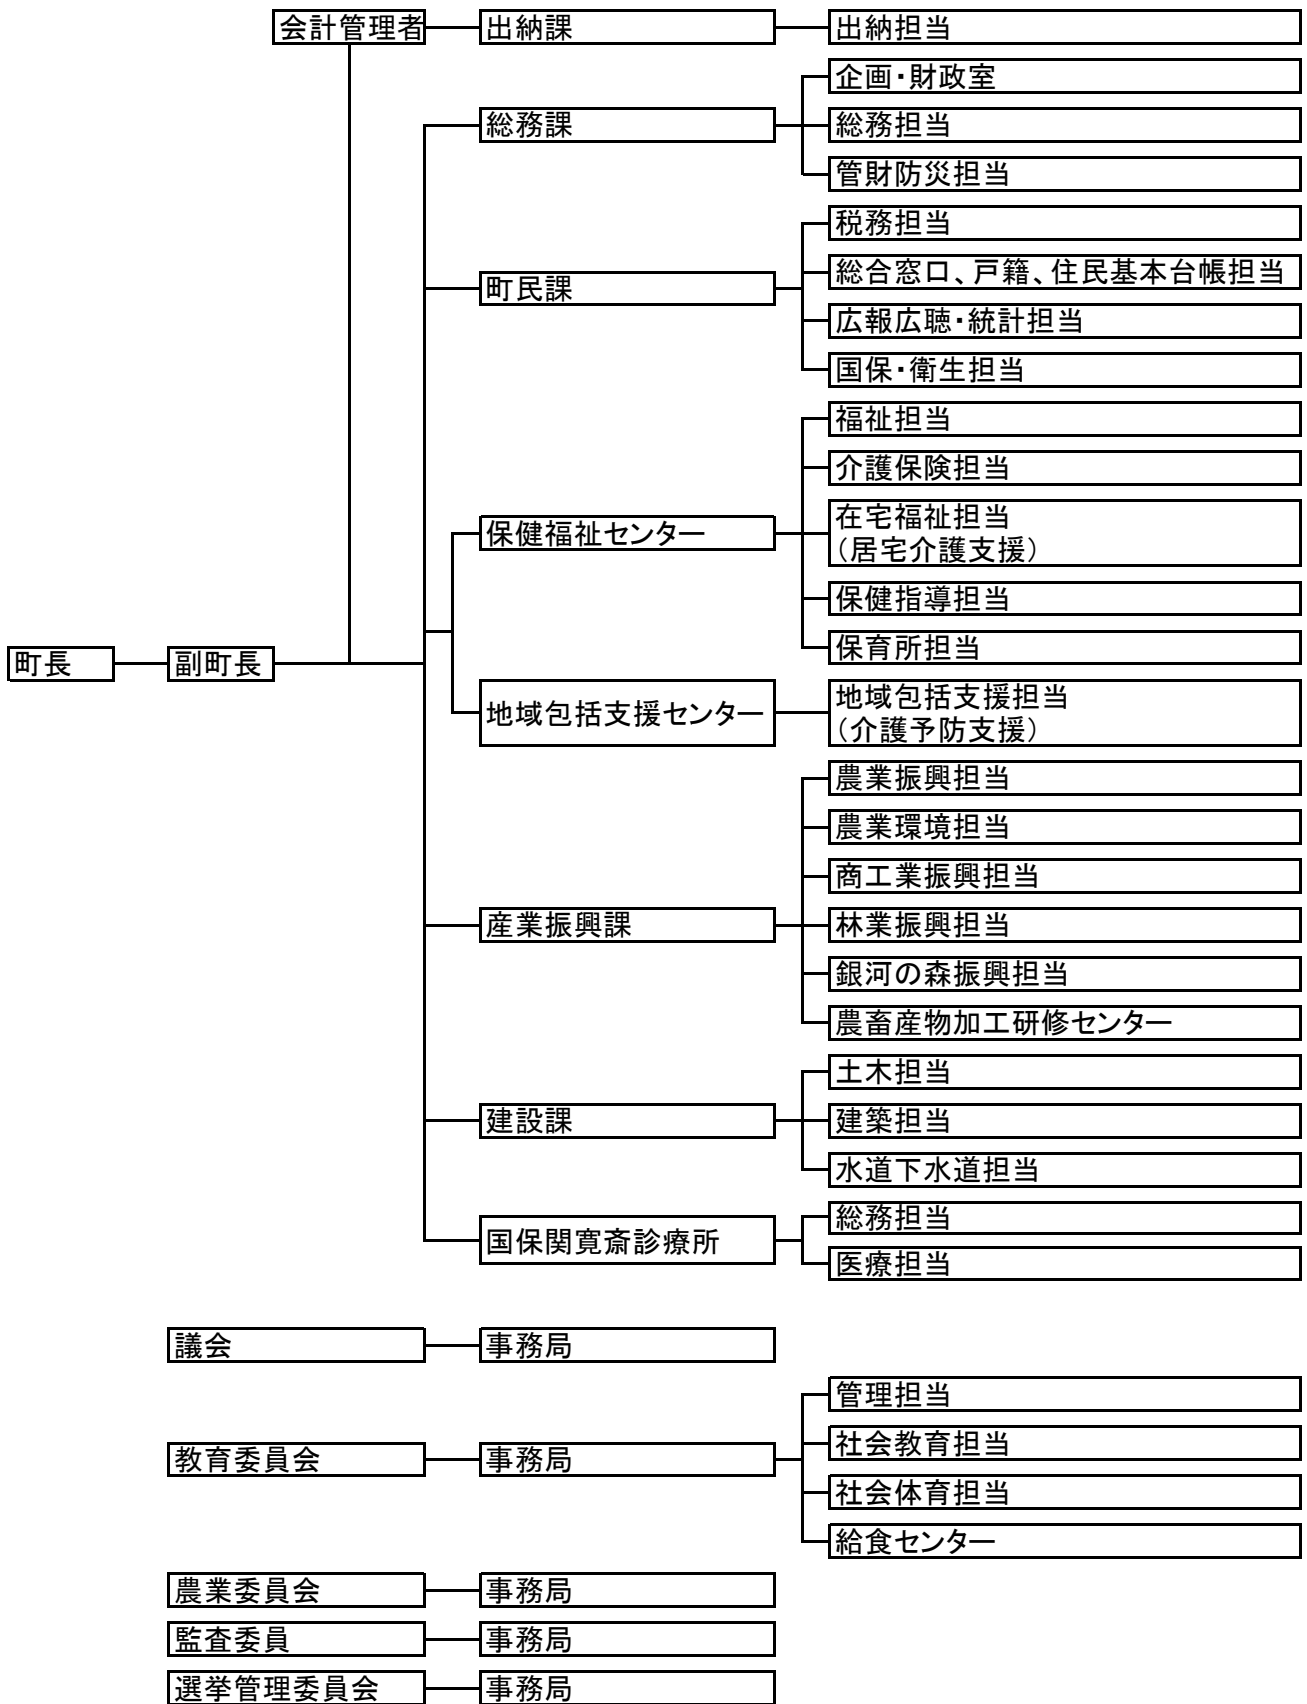 会計管理者
出納課
出納担当
企画・財政室
総務課
総務担当
管財防災担当
税務担当
総合窓口、戸籍、住民基本台帳担当
町民課
広報広聴・統計担当
国保・衛生担当
福祉担当
介護保険担当
保健福祉センター
在宅福祉担当
（居宅介護支援）
保健指導担当
保育所担当
町長
副町長
地域包括支援センター
地域包括支援担当
（介護予防支援）
農業振興担当
農業環境担当
商工業振興担当
産業振興課
林業振興担当
銀河の森振興担当
農畜産物加工研修センター
土木担当
建設課
建築担当
水道下水道担当
国保関寛斎診療所
総務担当
医療担当
議会
事務局
教育委員会
事務局
管理担当
社会教育担当
社会体育担当
給食センター
農業委員会
事務局
監査委員
事務局
選挙管理委員会
事務局